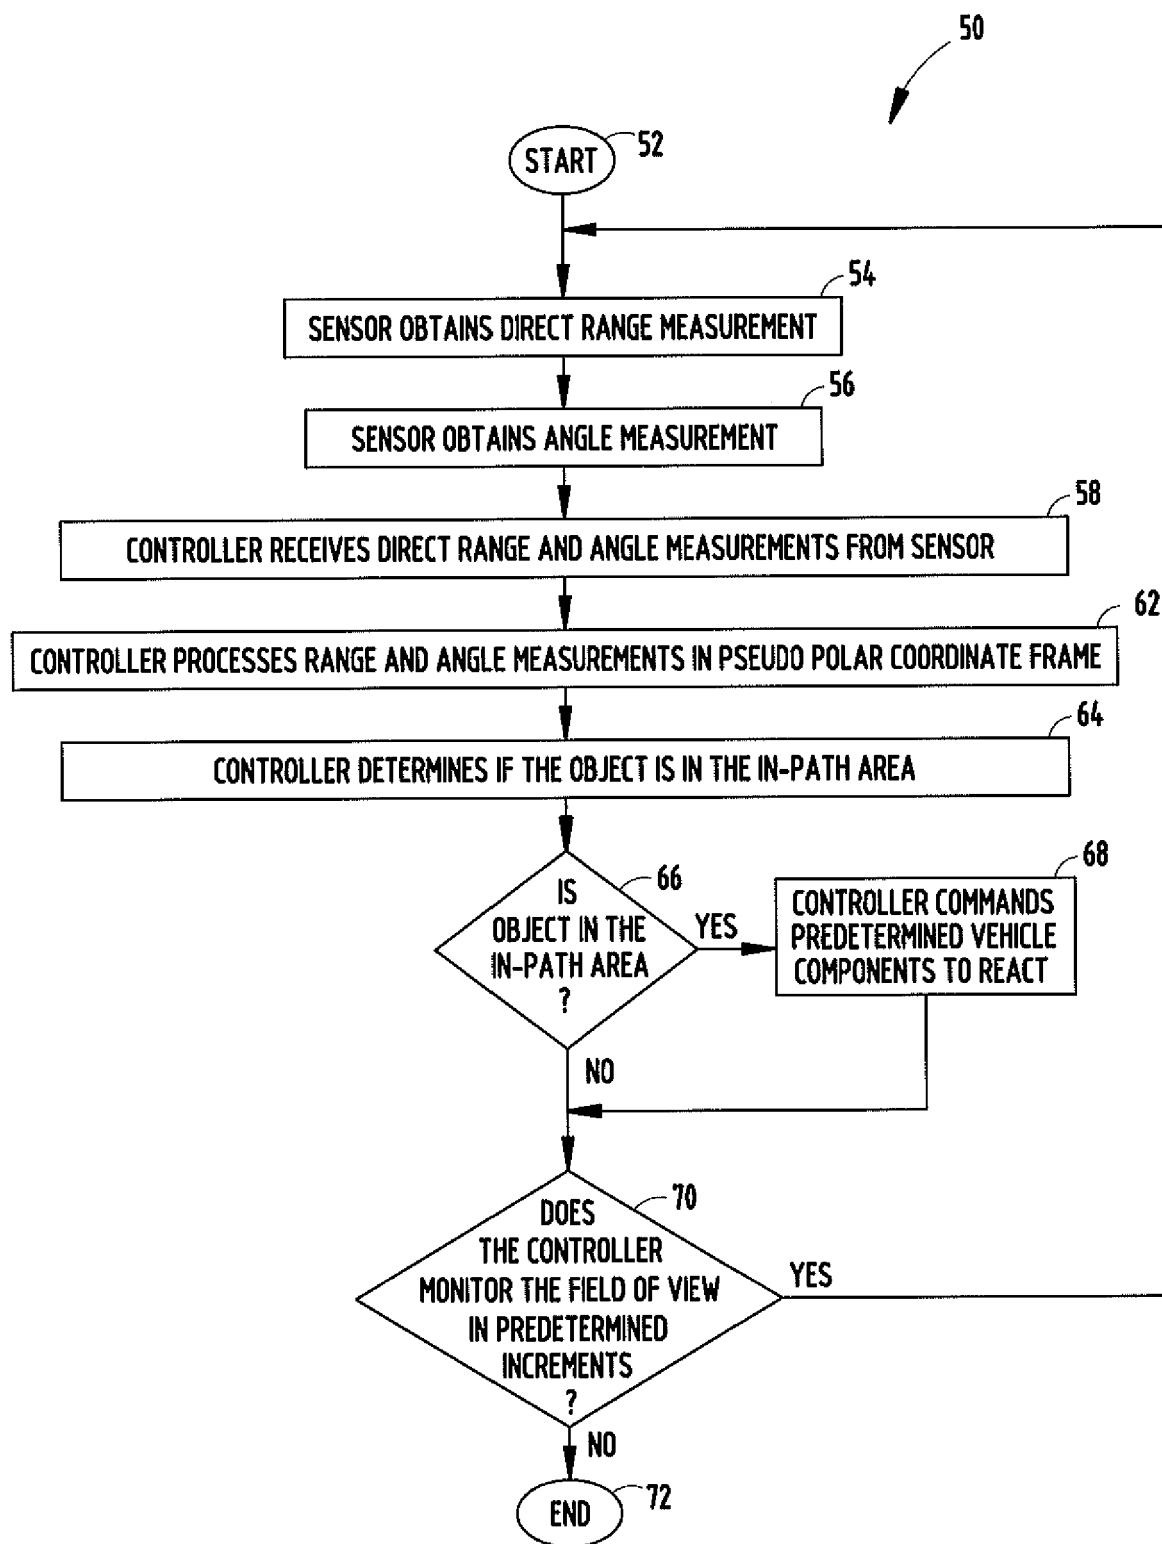 50
START
52
54
SENSOR OBTAINS DIRECT RANGE MEASUREMENT
56
SENSOR OBTAINS ANGLE MEASUREMENT
58
CONTROLLER RECEIVES DIRECT RANGE AND ANGLE MEASUREMENTS FROM SENSOR
62
CONTROLLER PROCESSES RANGE AND ANGLE MEASUREMENTS IN PSEUDO POLAR COORDINATE FRAME
64
CONTROLLER DETERMINES IF THE OBJECT IS IN THE IN-PATH AREA
66
IS
OBJECT IN THE
IN-PATH AREA
?
YES
68
CONTROLLER COMMANDS
PREDETERMINED VEHICLE
COMPONENTS TO REACT
NO
70
DOES
THE CONTROLLER
MONITOR THE FIELD OF VIEW
IN PREDETERMINED
INCREMENTS
?
YES
NO
END
72